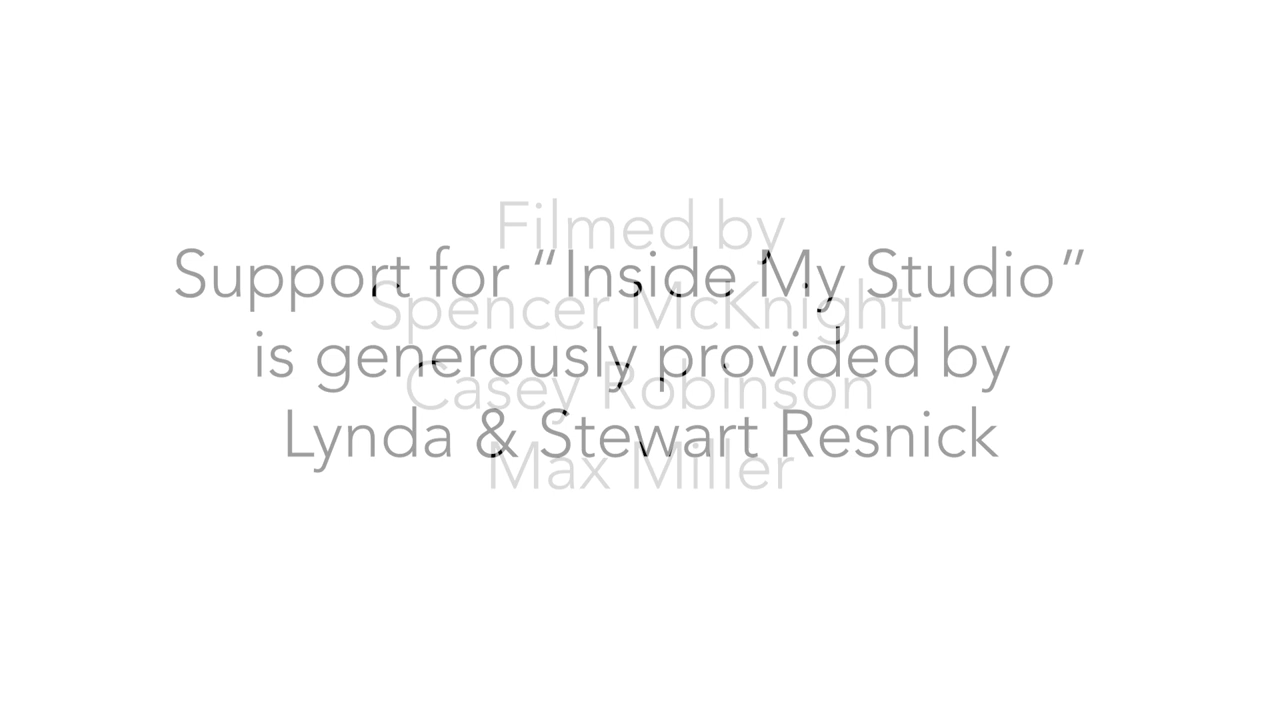 Filmed by
Support for “Inside My Studio”
Spencer McKnight
is generously provided by
Casey Robinson
Lynda & Stewart Resnick
Max Miller